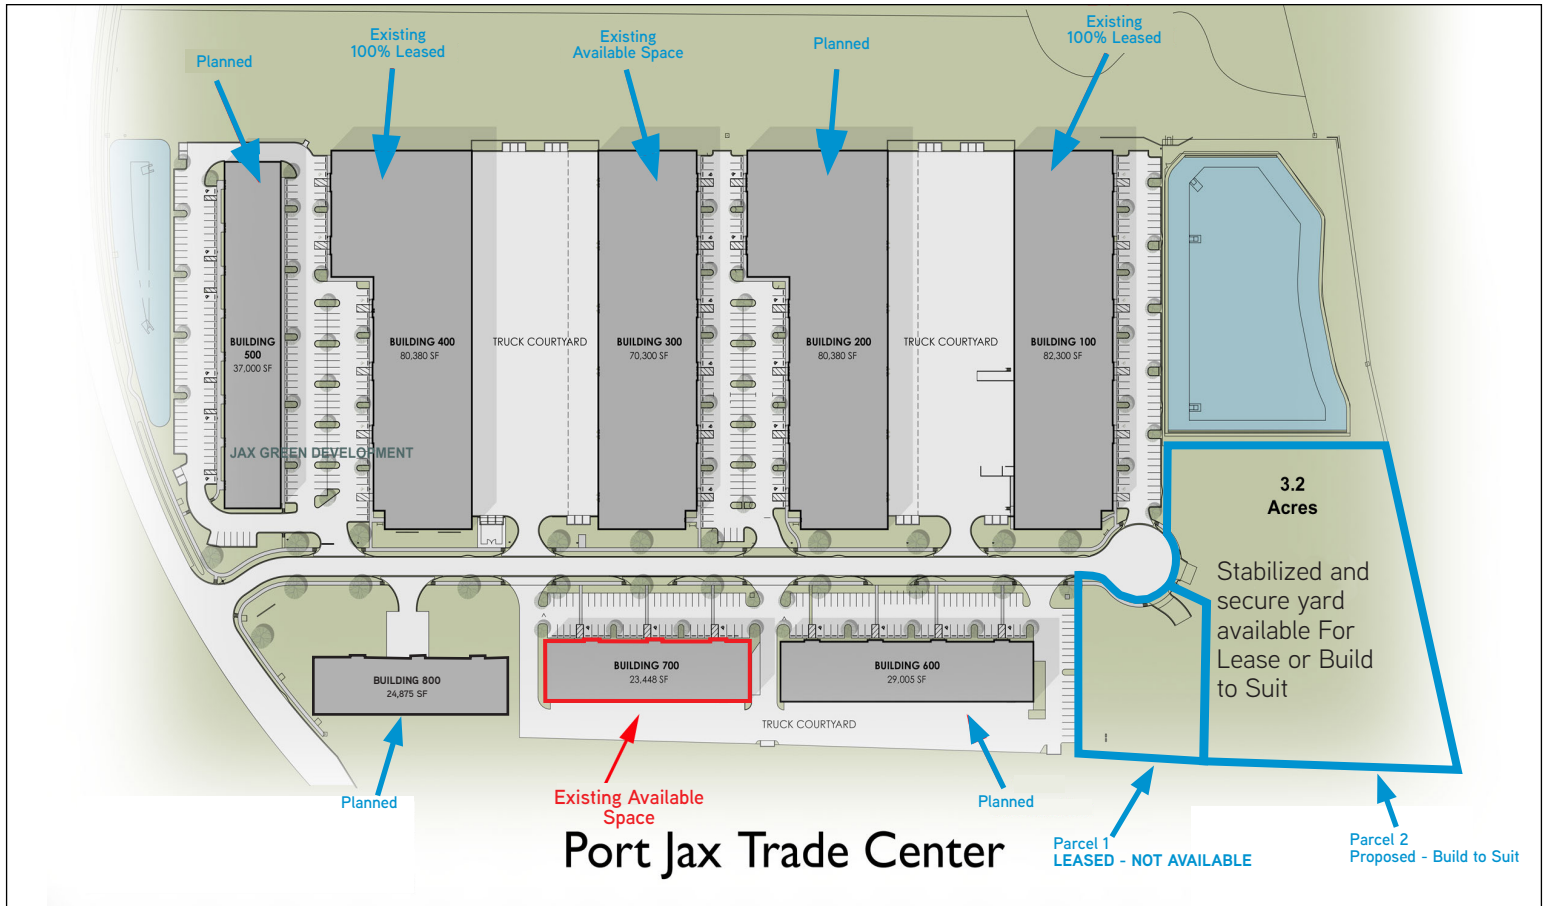 Planned
Existing
100% Leased
Existing
Available Space
Planned
Existing
100% Leased
BUILDING
500
37,000 SF
BUILDING 400
80,380 SF
TRUCK COURTYARD
BUILDING 300
70,300 SF
BUILDING 200
80,380 SF
TRUCK COURTYARD
BUILDING 100
82,300 SF
JAX GREEN DEVELOPMENT
3.2
Acres
Stabilized and
secure yard
available For
Lease or Build
to Suit
BUILDING 800
24,875 SF
BUILDING 700
23,448 SF
BUILDING 600
29,005 SF
TRUCK COURTYARD
Planned
Existing Available
Space
Planned
Parcel 1
LEASED - NOT AVAILABLE
Parcel 2
Proposed - Build to Suit
Port Jax Trade Center